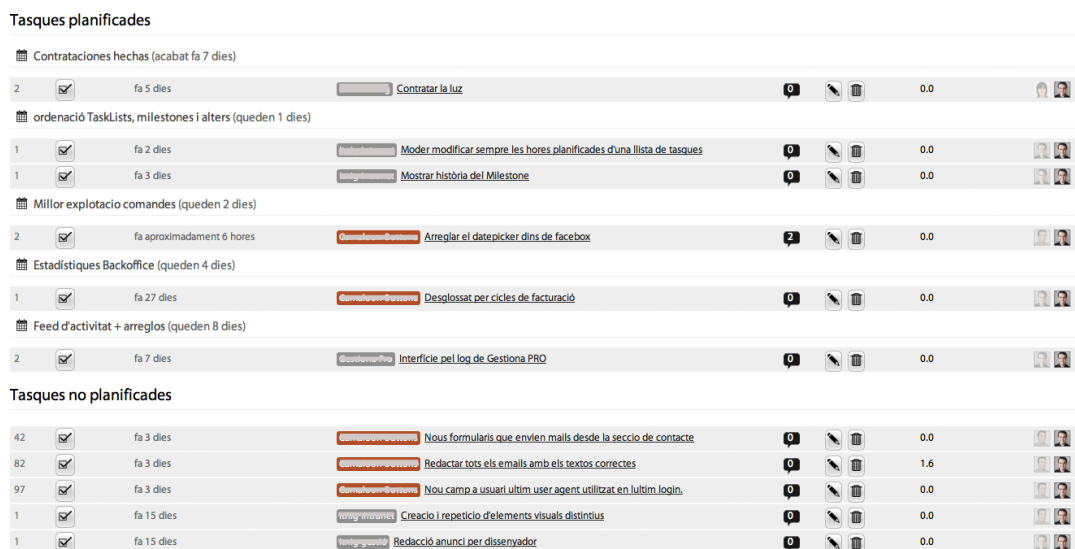 Tasques planificades
Contrataciones hechas (acabat fa 7 dies)
2 fa 5 dies Contratar la luz 0 0.0
ordenació TaskLists, milestones i alters (queden 1 dies)
1 fa 2 dies Moder modificar sempre les hores planificades d'una llista de tasques 0 0.0
1 fa 3 dies Mostrar història del Milestone 0 0.0
Millor explotacio comandes (queden 2 dies)
2 fa aproximadament 6 hores Arreglar el datepicker dins de facebox 2 0.0
Estadístiques Backoffice (queden 4 dies)
1 fa 27 dies Desglossat per cicles de facturació 0 0.0
Feed d'activitat + arreglos (queden 8 dies)
2 fa 7 dies Interfície pel log de Gestiona PRO 0 0.0
Tasques no planificades
42 fa 3 dies Nous formularis que envien mails desde la seccio de contacte 0 0.0
82 fa 3 dies Redactar tots els emails amb els textos correctes 0 1.6
97 fa 3 dies Nou camp a usuari ultim user agent utilitzat en lultim login. 0 0.0
1 fa 15 dies Creacio i repeticio d'elements visuals distintius 0 0.0
1 fa 15 dies Redacció anunci per dissenyador 0 0.0